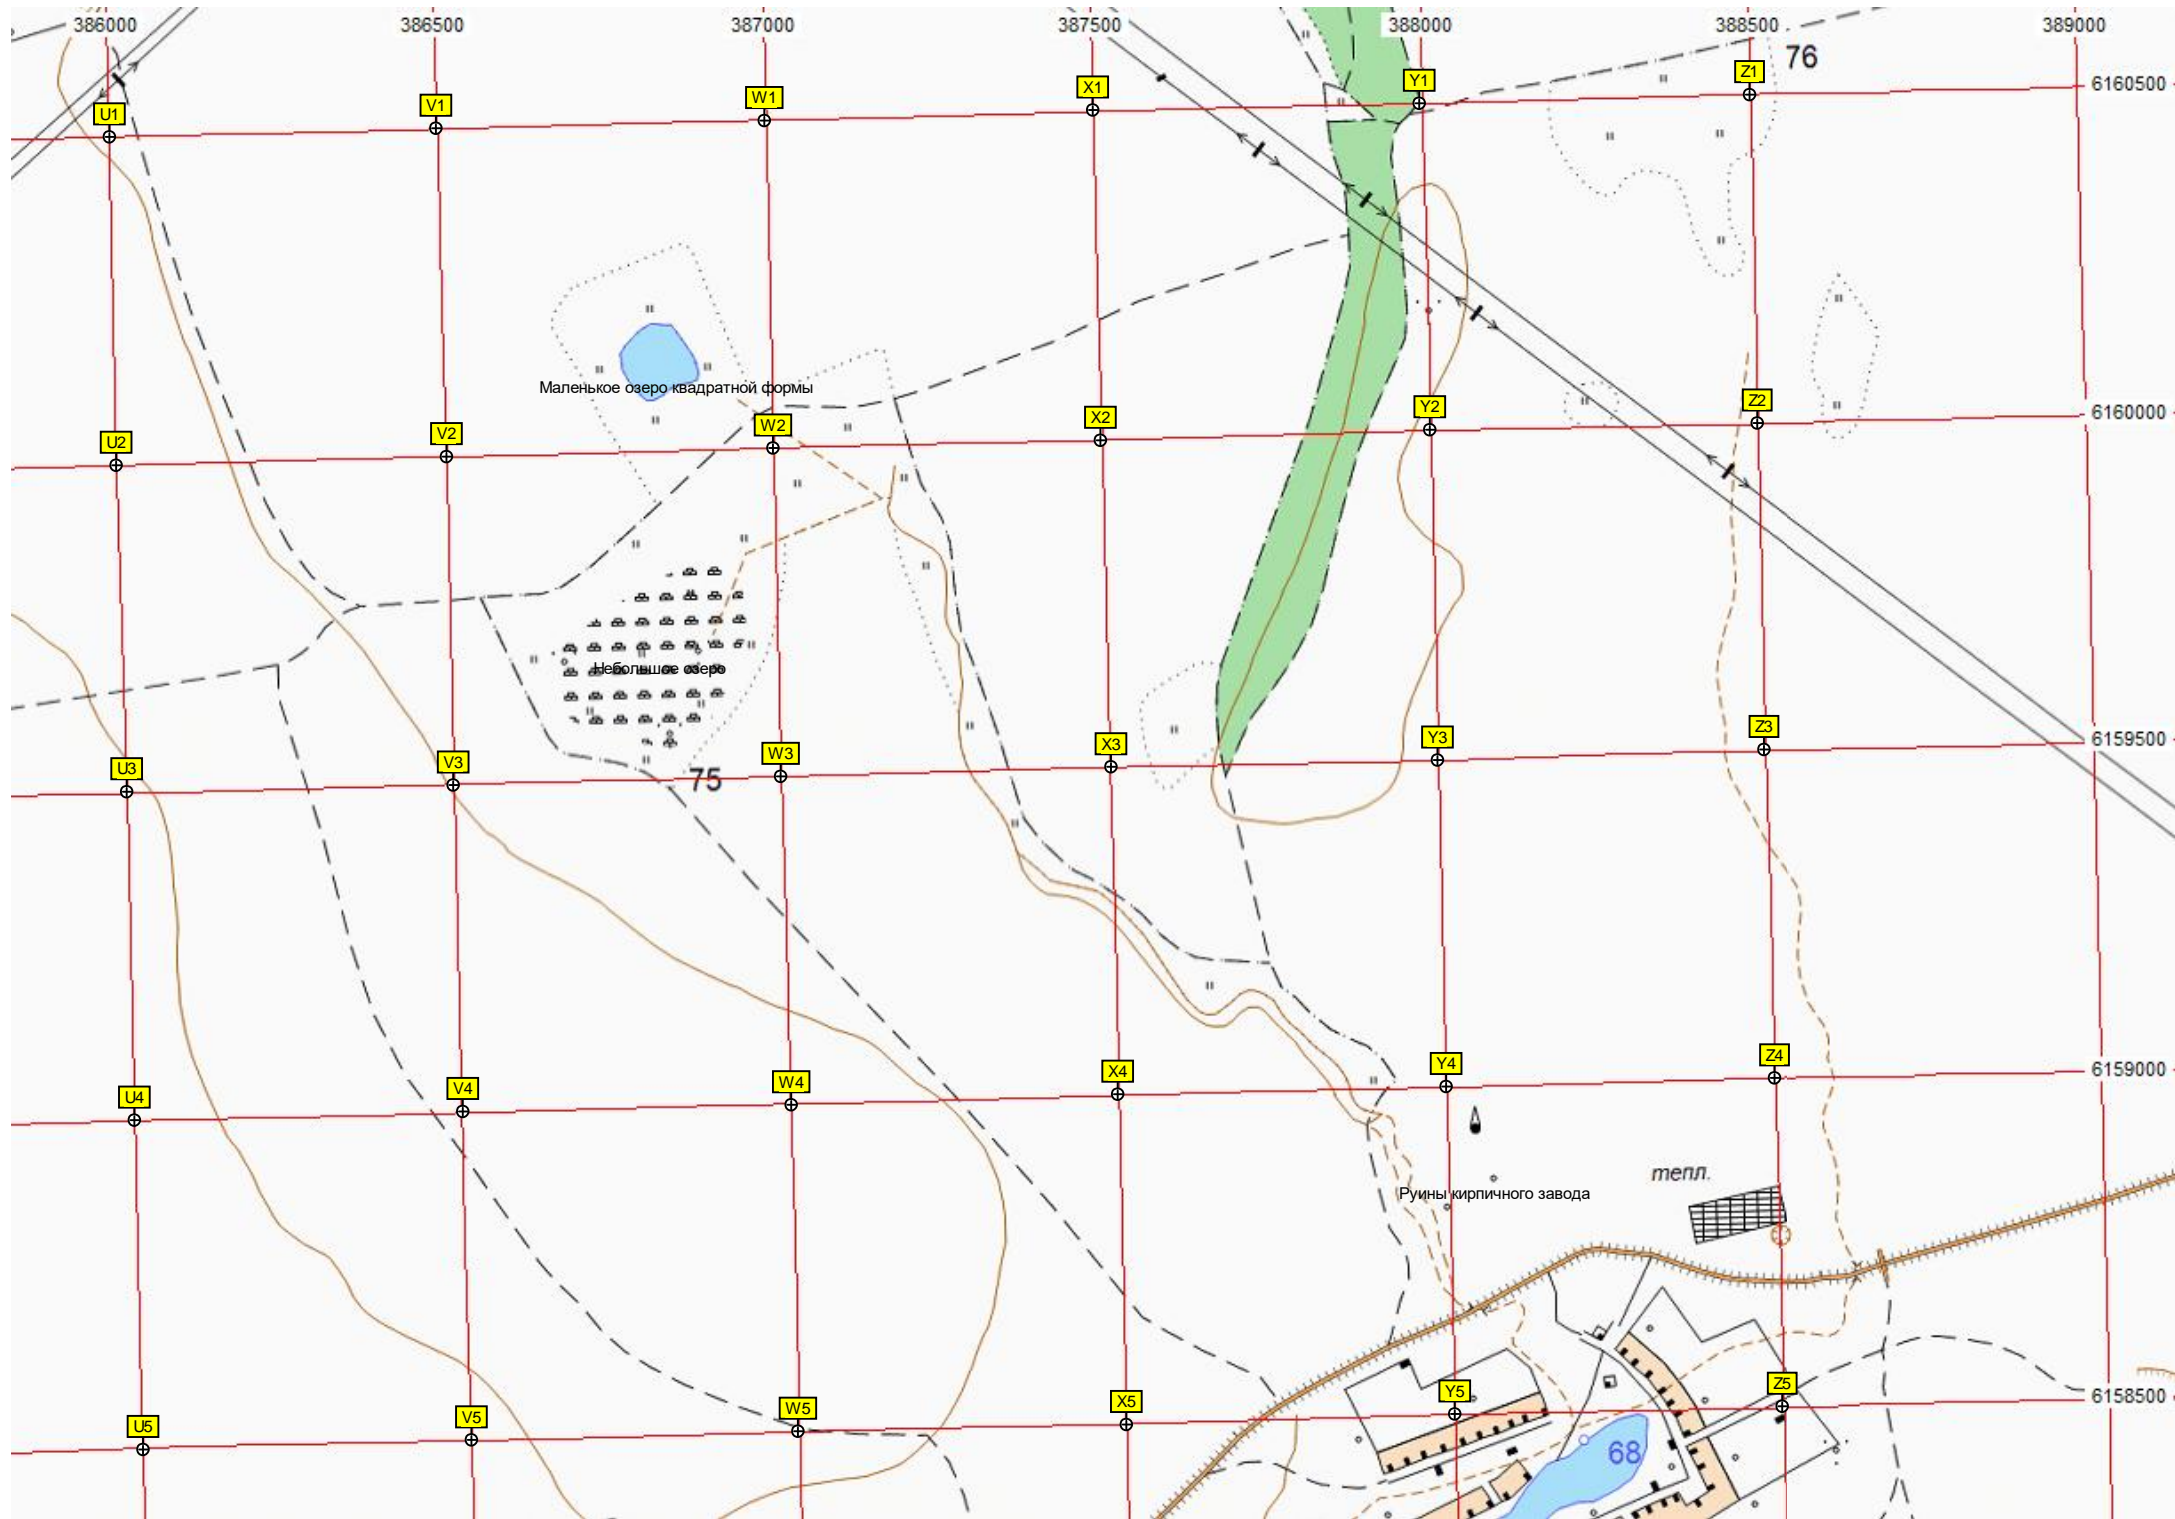 386000 386500 387000 387500 388000 388500 389000
76
6160500
U1 V1 W1 X1 Y1 Z1
Маленькое озеро квадратной формы
6160000
U2 V2 W2 X2 Y2 Z2
Небольшое озеро
6159500
U3 V3 W3 X3 Y3 Z3
75
6159000
U4 V4 W4 X4 Y4 Z4
тепл.
Руины кирпичного завода
6158500
U5 V5 W5 X5 Y5 Z5
68